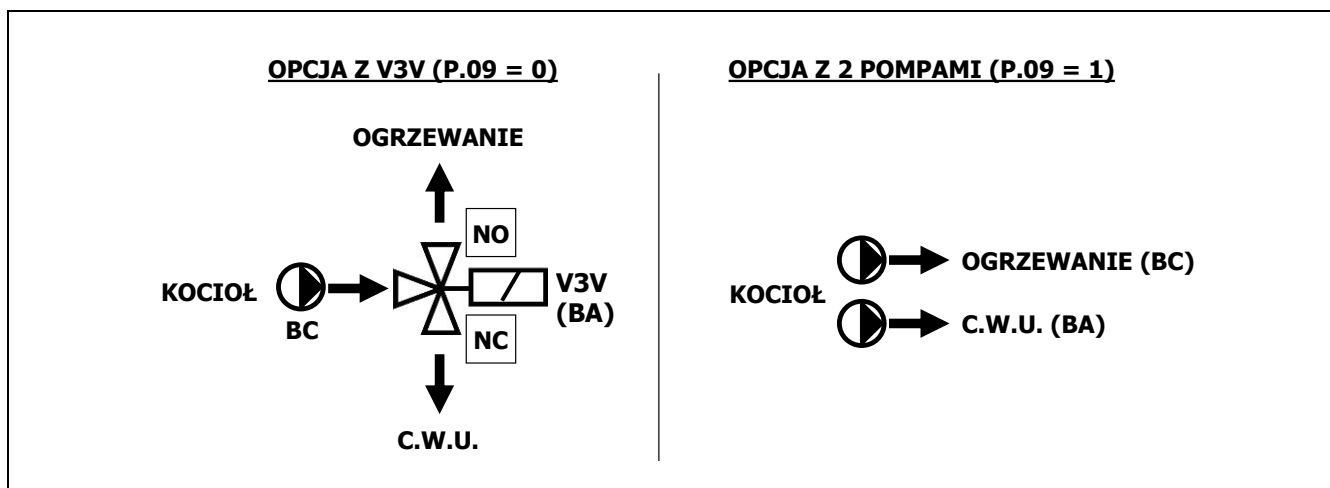 OPCJA Z V3V (P.09 = 0)
OGRZEWANIE
NO
KOCIOŁ
BC
V3V
(BA)
NC
C.W.U.
OPCJA Z 2 POMPAMI (P.09 = 1)
OGRZEWANIE (BC)
KOCIOŁ
C.W.U. (BA)